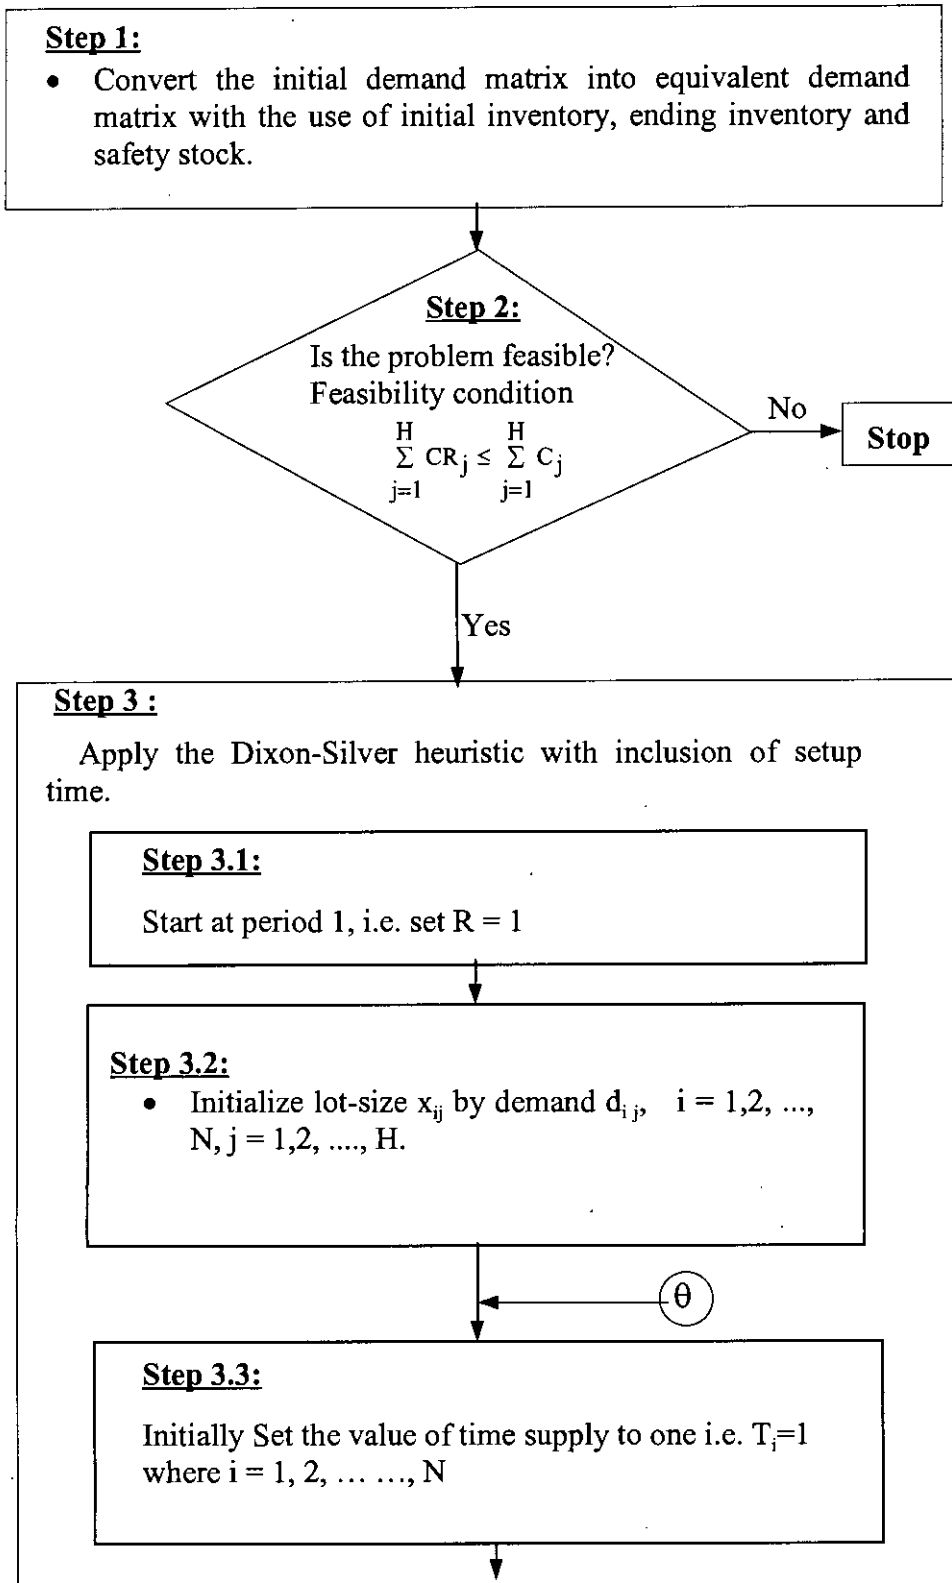 Step 1:
• Convert the initial demand matrix into equivalent demand
matrix with the use of initial inventory, ending inventory and
safety stock.
Step 2:
Is the problem feasible?
Feasibility condition
H H
Σ CRj ≤ Σ Cj
j=1 j=1
No
Stop
Yes
Step 3 :
Apply the Dixon-Silver heuristic with inclusion of setup
time.
Step 3.1:
Start at period 1, i.e. set R = 1
Step 3.2:
• Initialize lot-size xij by demand di j, i = 1,2, ...,
N, j = 1,2, ...., H.
θ
Step 3.3:
Initially Set the value of time supply to one i.e. Ti=1
where i = 1, 2, ... ..., N